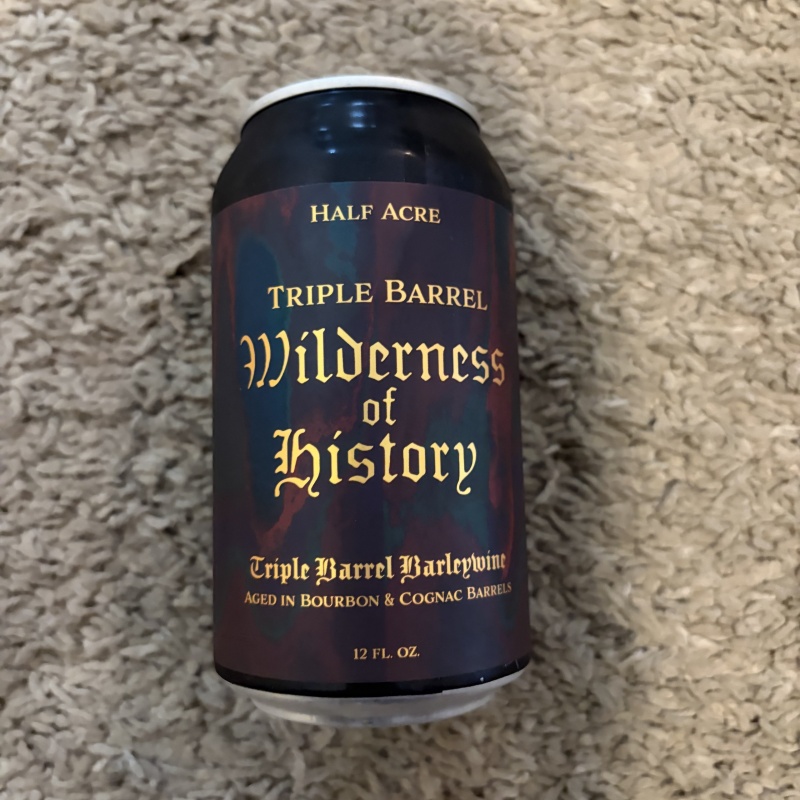 Half Acre
Triple Barrel
Wilderness
of
History
Triple Barrel Barleywine
Aged in Bourbon & Cognac Barrels
12 FL. OZ.